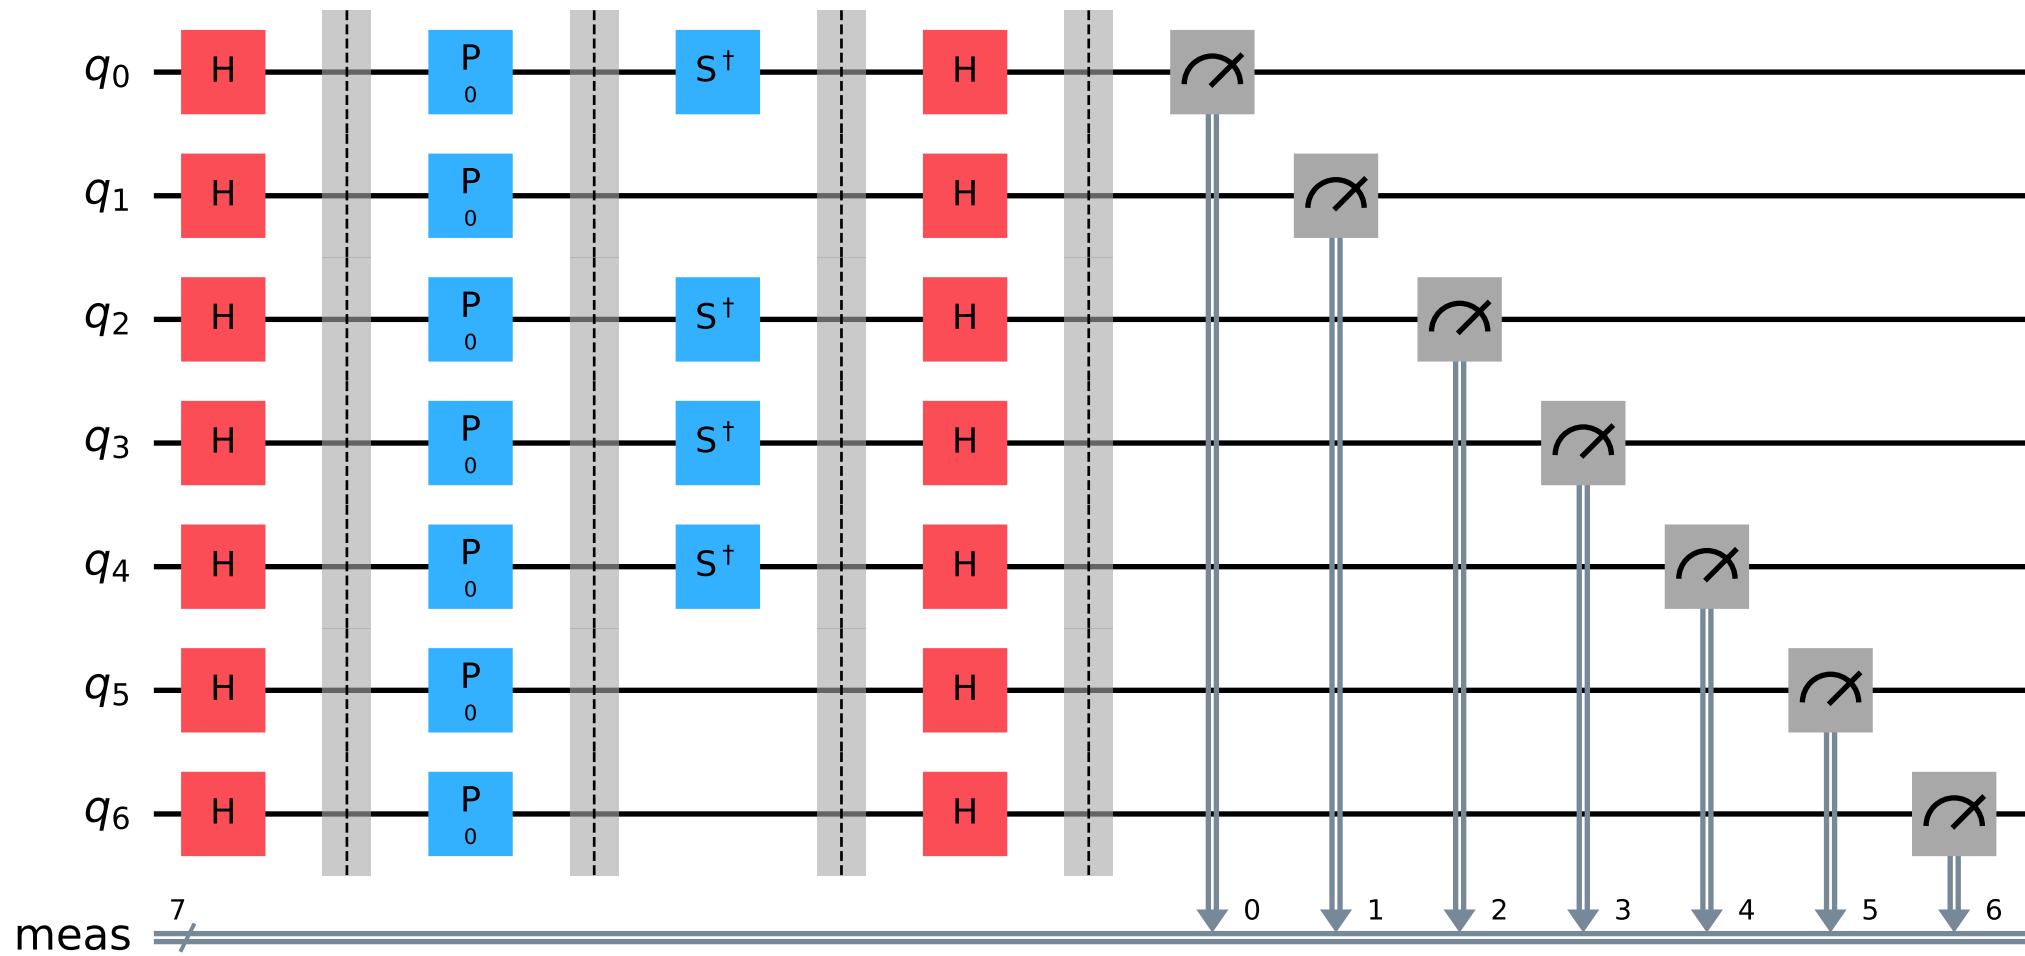 q0 H P 0 S† H
q1 H P 0 H
q2 H P 0 S† H
q3 H P 0 S† H
q4 H P 0 S† H
q5 H P 0 H
q6 H P 0 H
7 0 1 2 3 4 5 6
meas